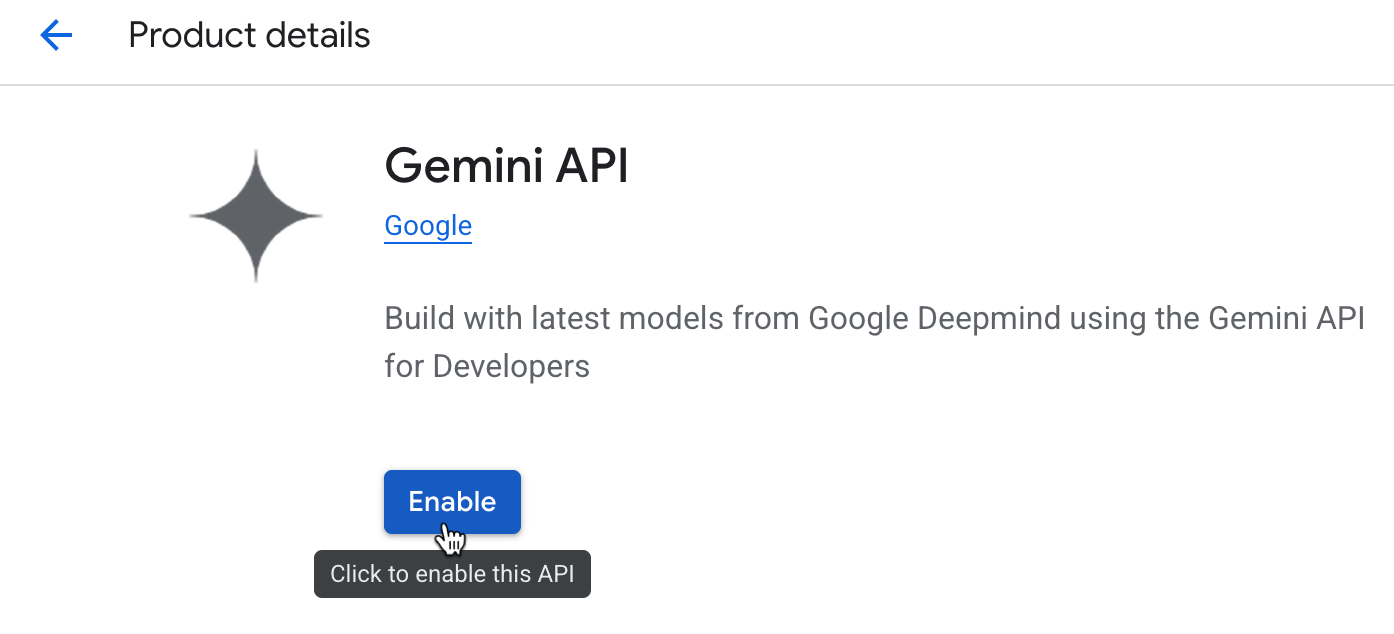 Product details
Gemini API
Google
Build with latest models from Google Deepmind using the Gemini API
for Developers
Enable
Click to enable this API